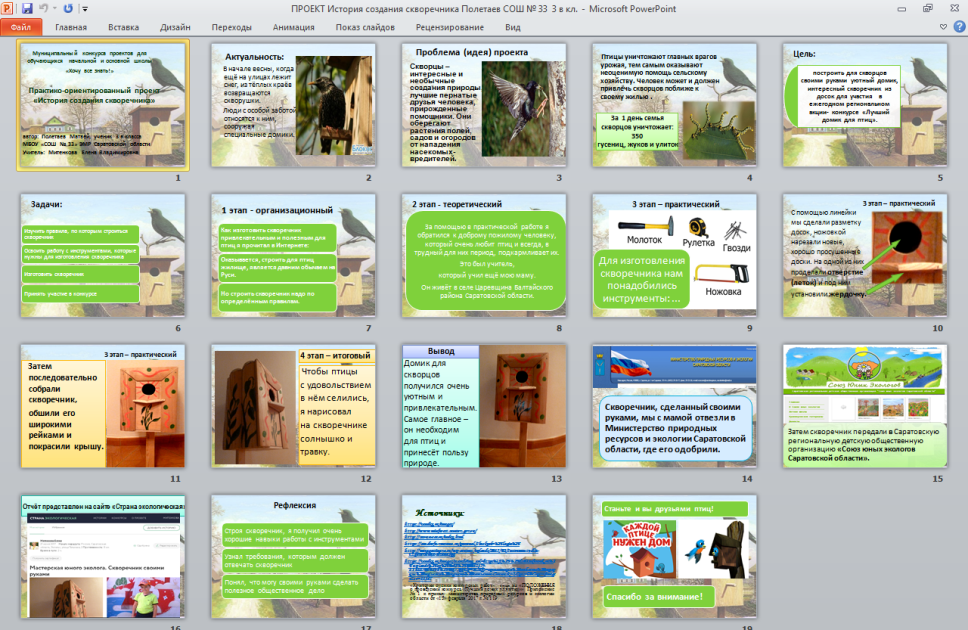 ПРОЕКТ История создания скворечника Полетаев СОШ № 33 3 в кл. - Microsoft PowerPoint
Файл Главная Вставка Дизайн Переходы Анимация Показ слайдов Рецензирование Вид
Муниципальный конкурс проектов для
обучающихся начальной и основной школы
«Хочу все знать!»
Практико-ориентированный проект
«История создания скворечника»
автор: Полетаев Матвей, ученик 3 в класса
МБОУ «СОШ №33» ЭМР Саратовской области
Учитель: Митенкова Елена Владимировна
1
Актуальность:
В начале весны, когда
ещё на улицах лежит
снег, из тёплых краёв
возвращаются
скворушки.
Люди с особой заботой
относятся к ним,
сооружая
специальные домики.
2
Проблема (идея) проекта
Скворцы –
интересные и
необычные
создания природы,
лучшие пернатые
друзья человека,
прирожденные
помощники. Они
оберегают
растения полей,
садов и огородов
от нападения
насекомых-
вредителей.
3
Птицы уничтожают главных врагов
урожая, тем самым оказывают
неоценимую помощь сельскому
хозяйству. Человек может и должен
привлечь скворцов поближе к
своему жилью.
За 1 день семья
скворцов уничтожает:
350
гусениц, жуков и улиток
4
Цель:
построить для скворцов
своими руками уютный домик,
интересный скворечник из
досок для участия в
ежегодном региональном
акции- конкурсе «Лучший
домик для птиц».
5
Задачи:
Изучить правила, по которым строится
скворечник
Освоить работу с инструментами, которые
нужны для изготовления скворечника
Изготовить скворечник
Принять участие в конкурсе
6
1 этап - организационный
Как изготовить скворечник
привлекательным и полезным для
птиц я прочитал в Интернете.
Оказывается, строить для птиц
жилище, является давним обычаем на
Руси.
Но строить скворечник надо по
определённым правилам.
7
2 этап - теоретический
За помощью в практической работе я
обратился к доброму пожилому человеку,
который очень любит птиц и всегда, в
трудный для них период, подкармливает их.
Это был учитель,
который учил ещё мою маму.
Он живёт в селе Царевщина Балтайского
района Саратовской области.
8
3 этап – практический
Молоток
Рулетка
Гвозди
Для изготовления
скворечника нам
понадобились
инструменты: ...
Ножовка
9
3 этап – практический
С помощью линейки
мы сделали разметку
досок, ножовкой
нарезали новые,
хорошо просушенные
доски. На одной из них
проделали отверстие
(леток) и под ним
установили жердочку.
10
3 этап – практический
Затем
последовательно
собрали
скворечник,
обшили его
широкими
рейками и
покрасили крышу.
11
4 этап – итоговый
Чтобы птицы
с удовольствием
в нём селились,
я нарисовал
на скворечнике
солнышко и
травку.
12
Вывод
Домик для
скворцов
получился очень
уютным и
привлекательным.
Самое главное –
он необходим
для птиц и
принесёт пользу
природе.
13
Скворечник, сделанный своими
руками, мы с мамой отвезли в
Министерство природных
ресурсов и экологии Саратовской
области, где его одобрили.
14
Союз Юных Экологов
Затем скворечник передали в Саратовскую
региональную детскую общественную
организацию «Союз юных экологов
Саратовской области».
15
Отчёт представлен на сайте «Страна экологическая»
СТРАНА ЭКОЛОГИЧЕСКАЯ
Мастерская юного эколога. Скворечник своими
руками
16
Рефлексия
Строя скворечник, я получил очень
хорошие навыки работы с инструментами
Узнал требования, которым должен
отвечать скворечник
Понял, что могу своими руками сделать
полезное общественное дело
17
Источники:
18
Станьте и вы друзьями птиц!
КАЖДОЙ
ПТИЦЕ
НУЖЕН ДОМ
Спасибо за внимание!
19